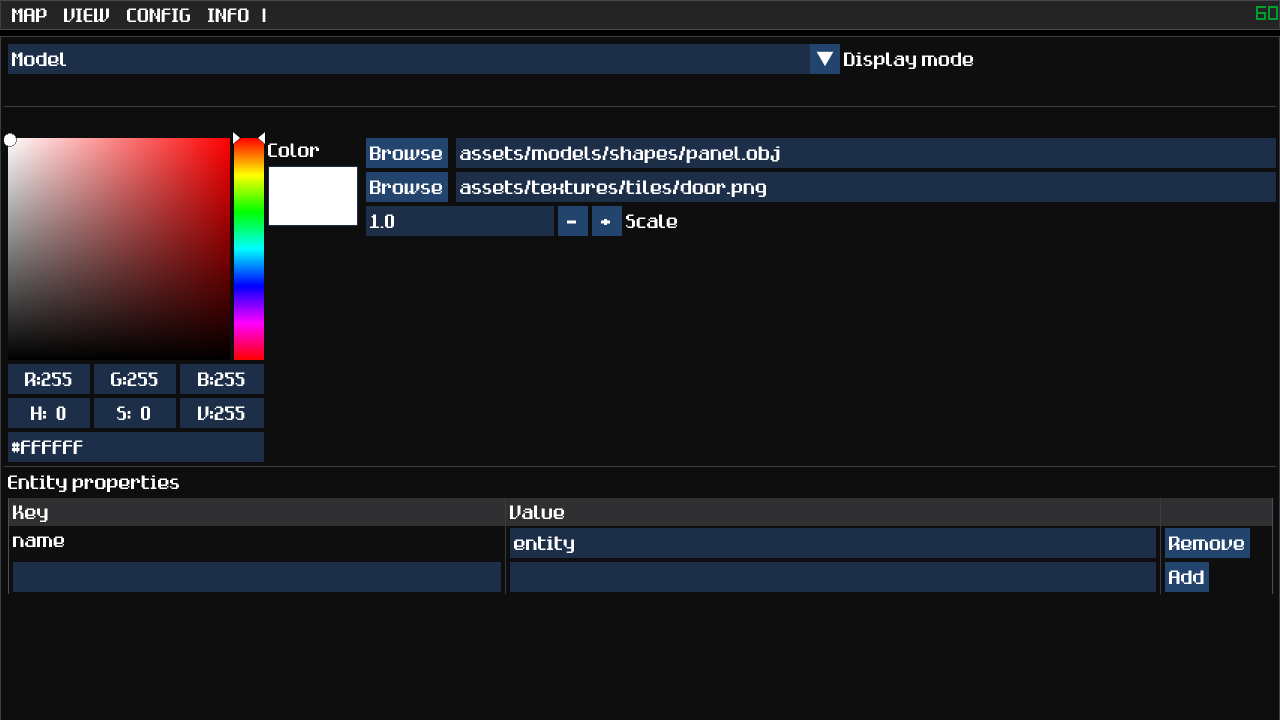 MAP VIEW CONFIG INFO |
60
Model
Display mode
Color
Browse assets/models/shapes/panel.obj
Browse assets/textures/tiles/door.png
1.0 - + Scale
R:255 G:255 B:255
H: 0 S: 0 V:255
#FFFFFF
Entity properties
Key Value
name entity Remove
Add